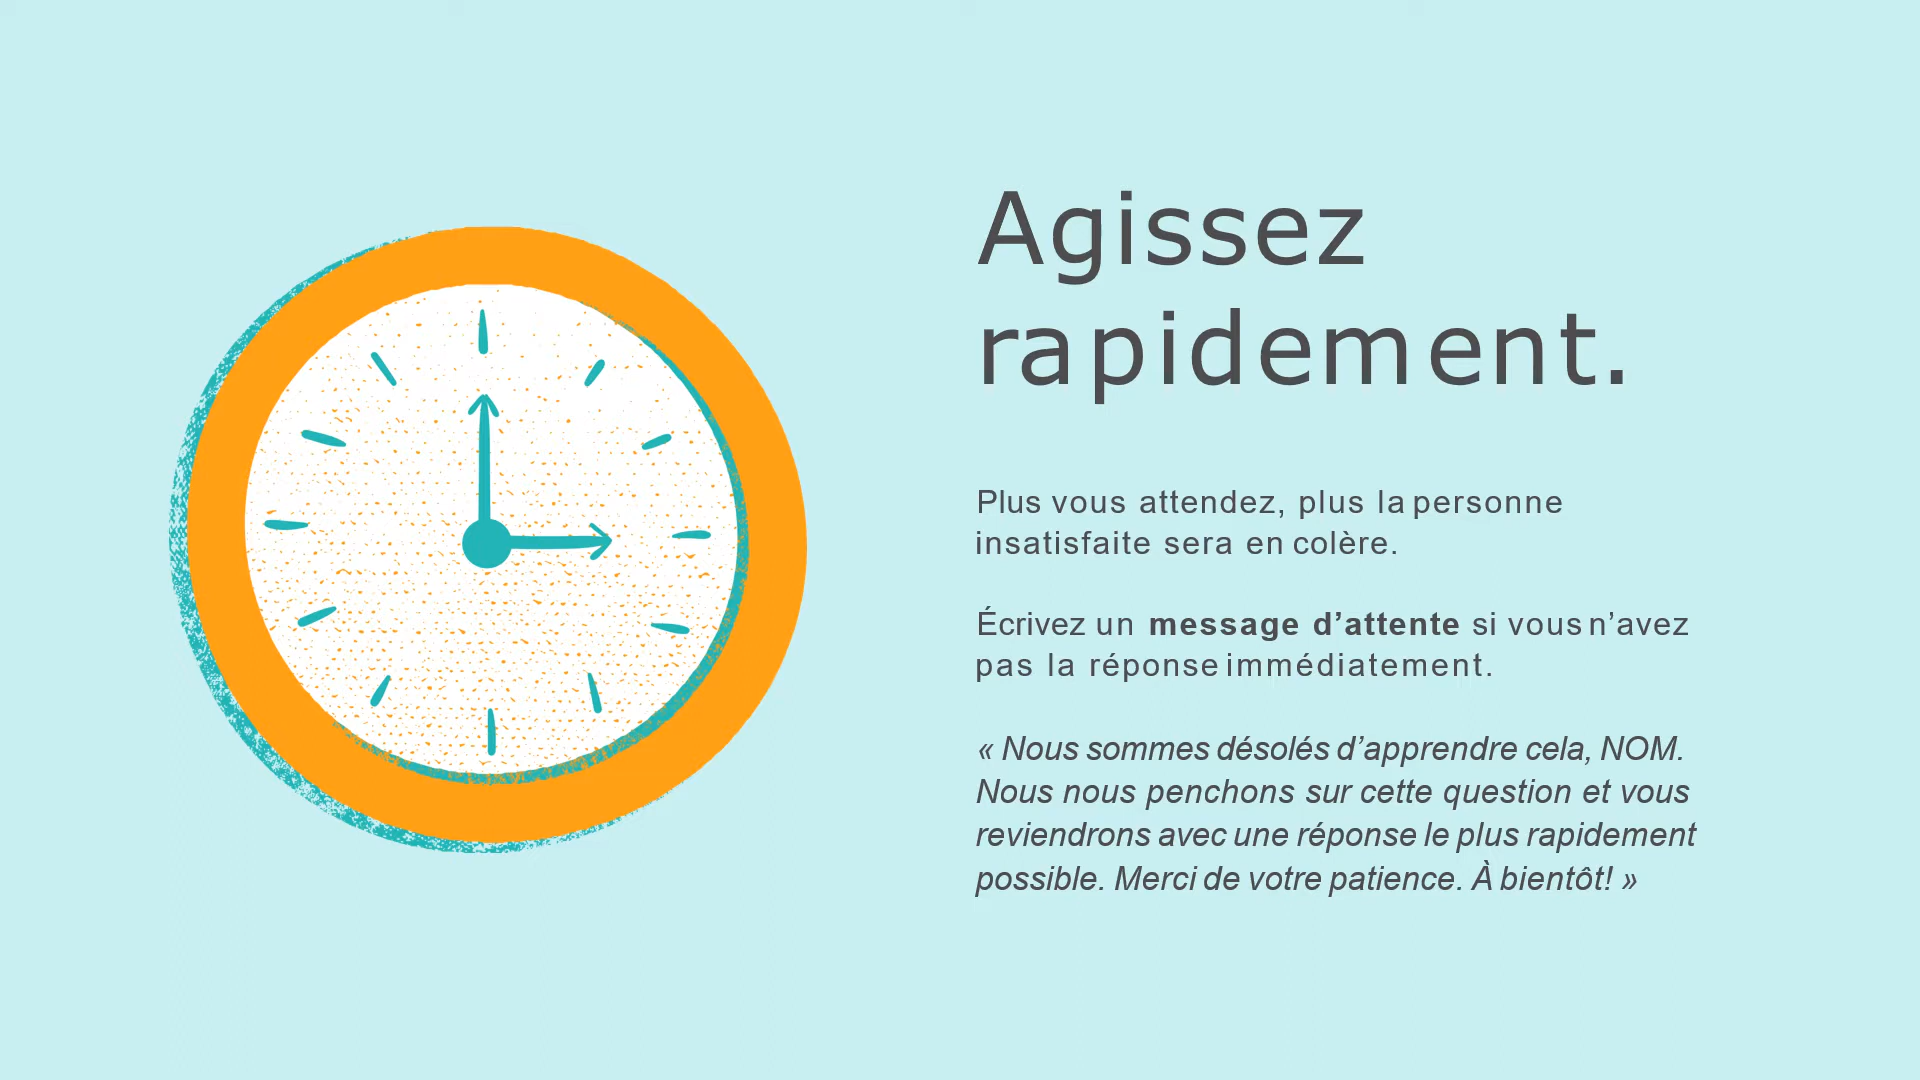 Agissez
rapidement.
Plus vous attendez, plus la personne
insatisfaite sera en colère.
Écrivez un message d’attente si vous n’avez
pas la réponse immédiatement.
« Nous sommes désolés d’apprendre cela, NOM.
Nous nous penchons sur cette question et vous
reviendrons avec une réponse le plus rapidement
possible. Merci de votre patience. À bientôt! »